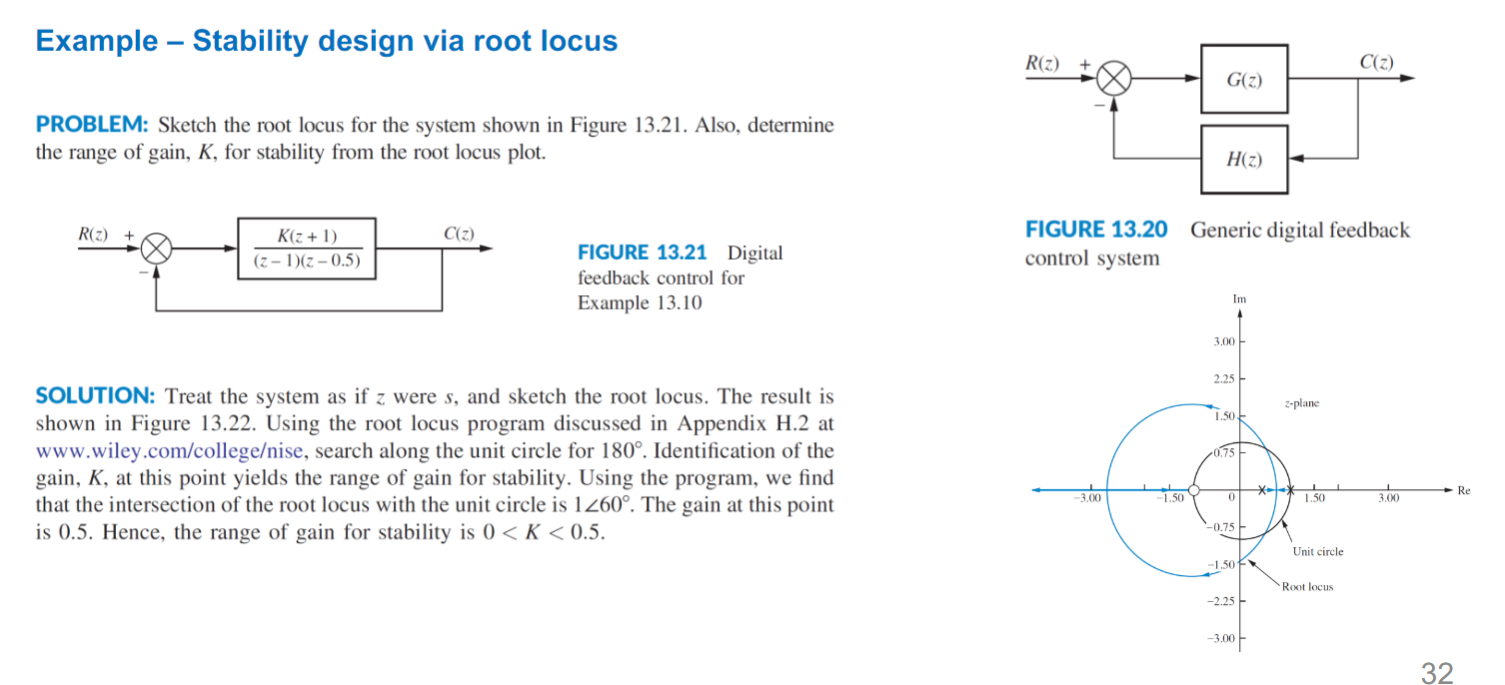 Example – Stability design via root locus
PROBLEM: Sketch the root locus for the system shown in Figure 13.21. Also, determine
the range of gain, K, for stability from the root locus plot.
R(z) +
−
K(z + 1)
(z – 1)(z – 0.5)
C(z)
FIGURE 13.21 Digital
feedback control for
Example 13.10
SOLUTION: Treat the system as if z were s, and sketch the root locus. The result is
shown in Figure 13.22. Using the root locus program discussed in Appendix H.2 at
www.wiley.com/college/nise, search along the unit circle for 180°. Identification of the
gain, K, at this point yields the range of gain for stability. Using the program, we find
that the intersection of the root locus with the unit circle is 1∠60°. The gain at this point
is 0.5. Hence, the range of gain for stability is 0 < K < 0.5.
R(z) +
−
G(z)
C(z)
H(z)
FIGURE 13.20 Generic digital feedback
control system
Im
3.00
2.25
z-plane
1.50
0.75
−3.00 −1.50 0 1.50 3.00 Re
−0.75
Unit circle
−1.50
Root locus
−2.25
−3.00
32